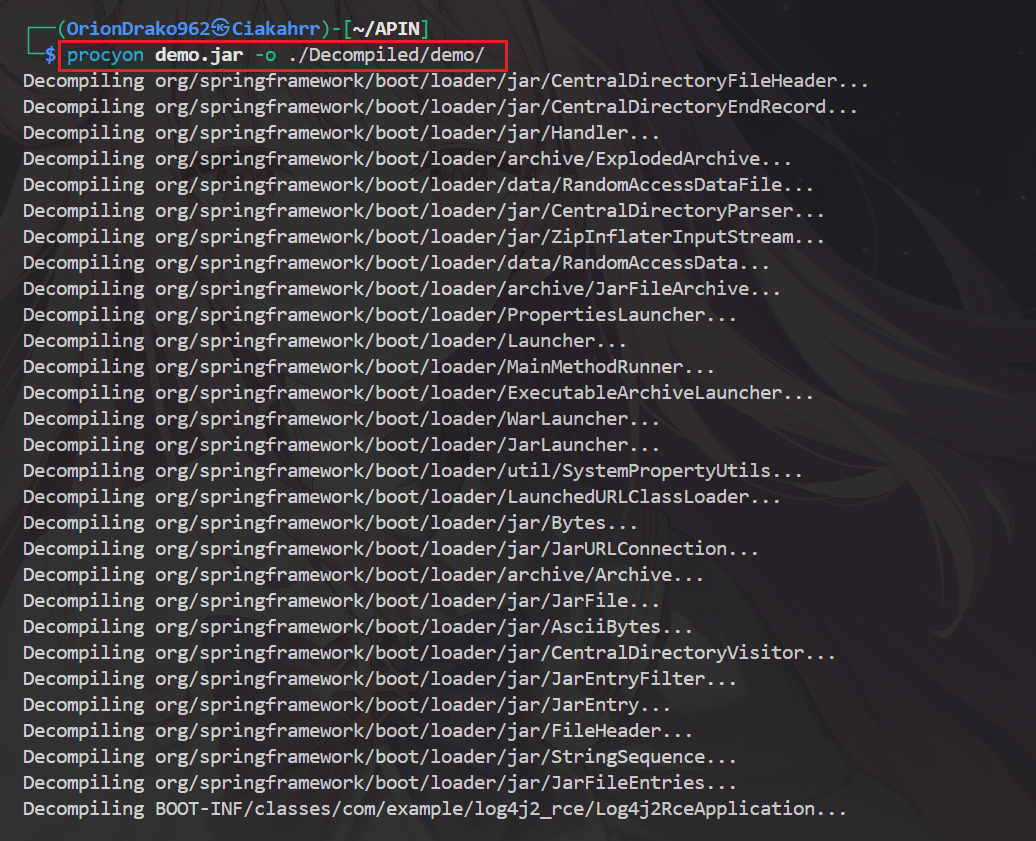 ┌──(OrionDrako962㉿Ciakahrr)-[~/APIN]
└─$ procyon demo.jar -o ./Decompiled/demo/
Decompiling org/springframework/boot/loader/jar/CentralDirectoryFileHeader...
Decompiling org/springframework/boot/loader/jar/CentralDirectoryEndRecord...
Decompiling org/springframework/boot/loader/jar/Handler...
Decompiling org/springframework/boot/loader/archive/ExplodedArchive...
Decompiling org/springframework/boot/loader/data/RandomAccessDataFile...
Decompiling org/springframework/boot/loader/jar/CentralDirectoryParser...
Decompiling org/springframework/boot/loader/jar/ZipInflaterInputStream...
Decompiling org/springframework/boot/loader/data/RandomAccessData...
Decompiling org/springframework/boot/loader/archive/JarFileArchive...
Decompiling org/springframework/boot/loader/PropertiesLauncher...
Decompiling org/springframework/boot/loader/Launcher...
Decompiling org/springframework/boot/loader/MainMethodRunner...
Decompiling org/springframework/boot/loader/ExecutableArchiveLauncher...
Decompiling org/springframework/boot/loader/WarLauncher...
Decompiling org/springframework/boot/loader/JarLauncher...
Decompiling org/springframework/boot/loader/util/SystemPropertyUtils...
Decompiling org/springframework/boot/loader/LaunchedURLClassLoader...
Decompiling org/springframework/boot/loader/jar/Bytes...
Decompiling org/springframework/boot/loader/jar/JarURLConnection...
Decompiling org/springframework/boot/loader/archive/Archive...
Decompiling org/springframework/boot/loader/jar/JarFile...
Decompiling org/springframework/boot/loader/jar/AsciiBytes...
Decompiling org/springframework/boot/loader/jar/CentralDirectoryVisitor...
Decompiling org/springframework/boot/loader/jar/JarEntryFilter...
Decompiling org/springframework/boot/loader/jar/JarEntry...
Decompiling org/springframework/boot/loader/jar/FileHeader...
Decompiling org/springframework/boot/loader/jar/StringSequence...
Decompiling org/springframework/boot/loader/jar/JarFileEntries...
Decompiling BOOT-INF/classes/com/example/log4j2_rce/Log4j2RceApplication...